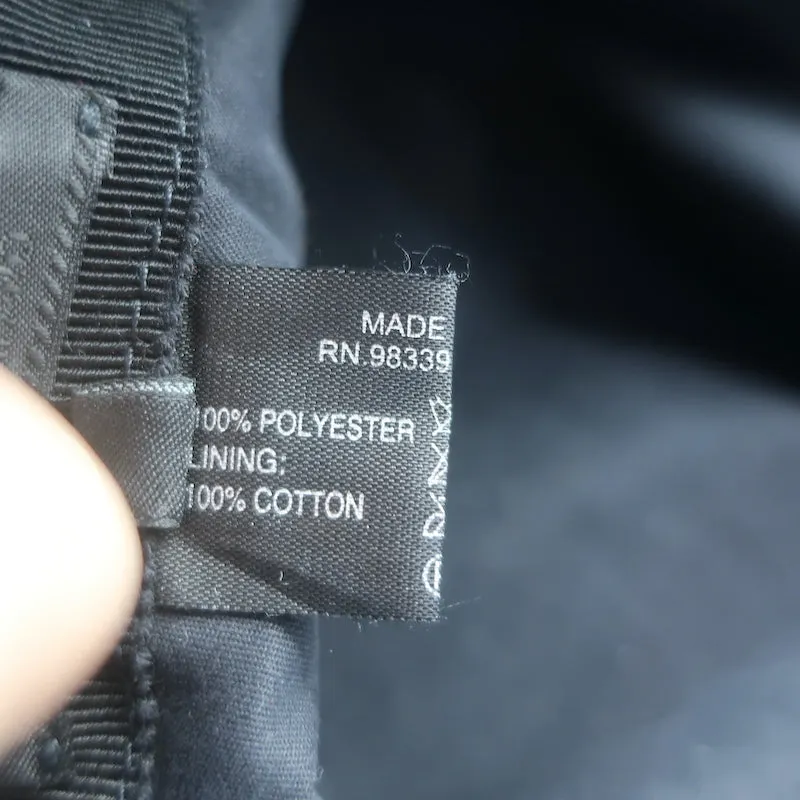 MADE
RN 98339
100% POLYESTER
LINING:
100% COTTON